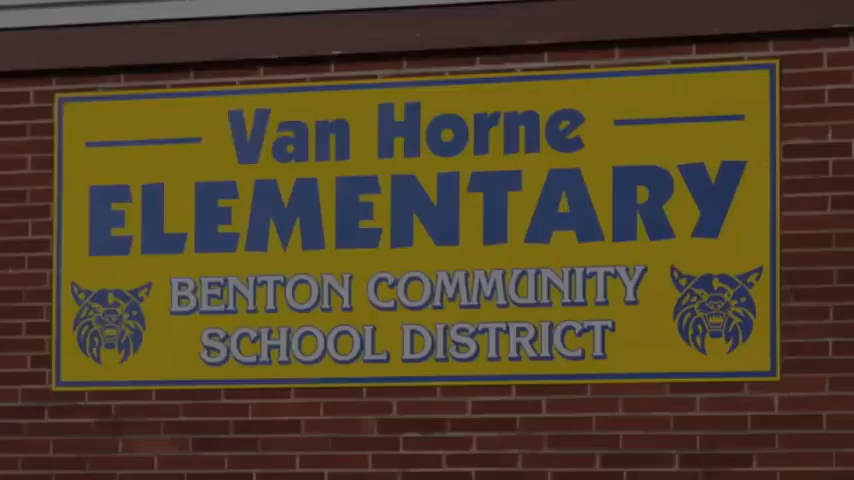 Van Horne
ELEMENTARY
BENTON COMMUNITY
SCHOOL DISTRICT